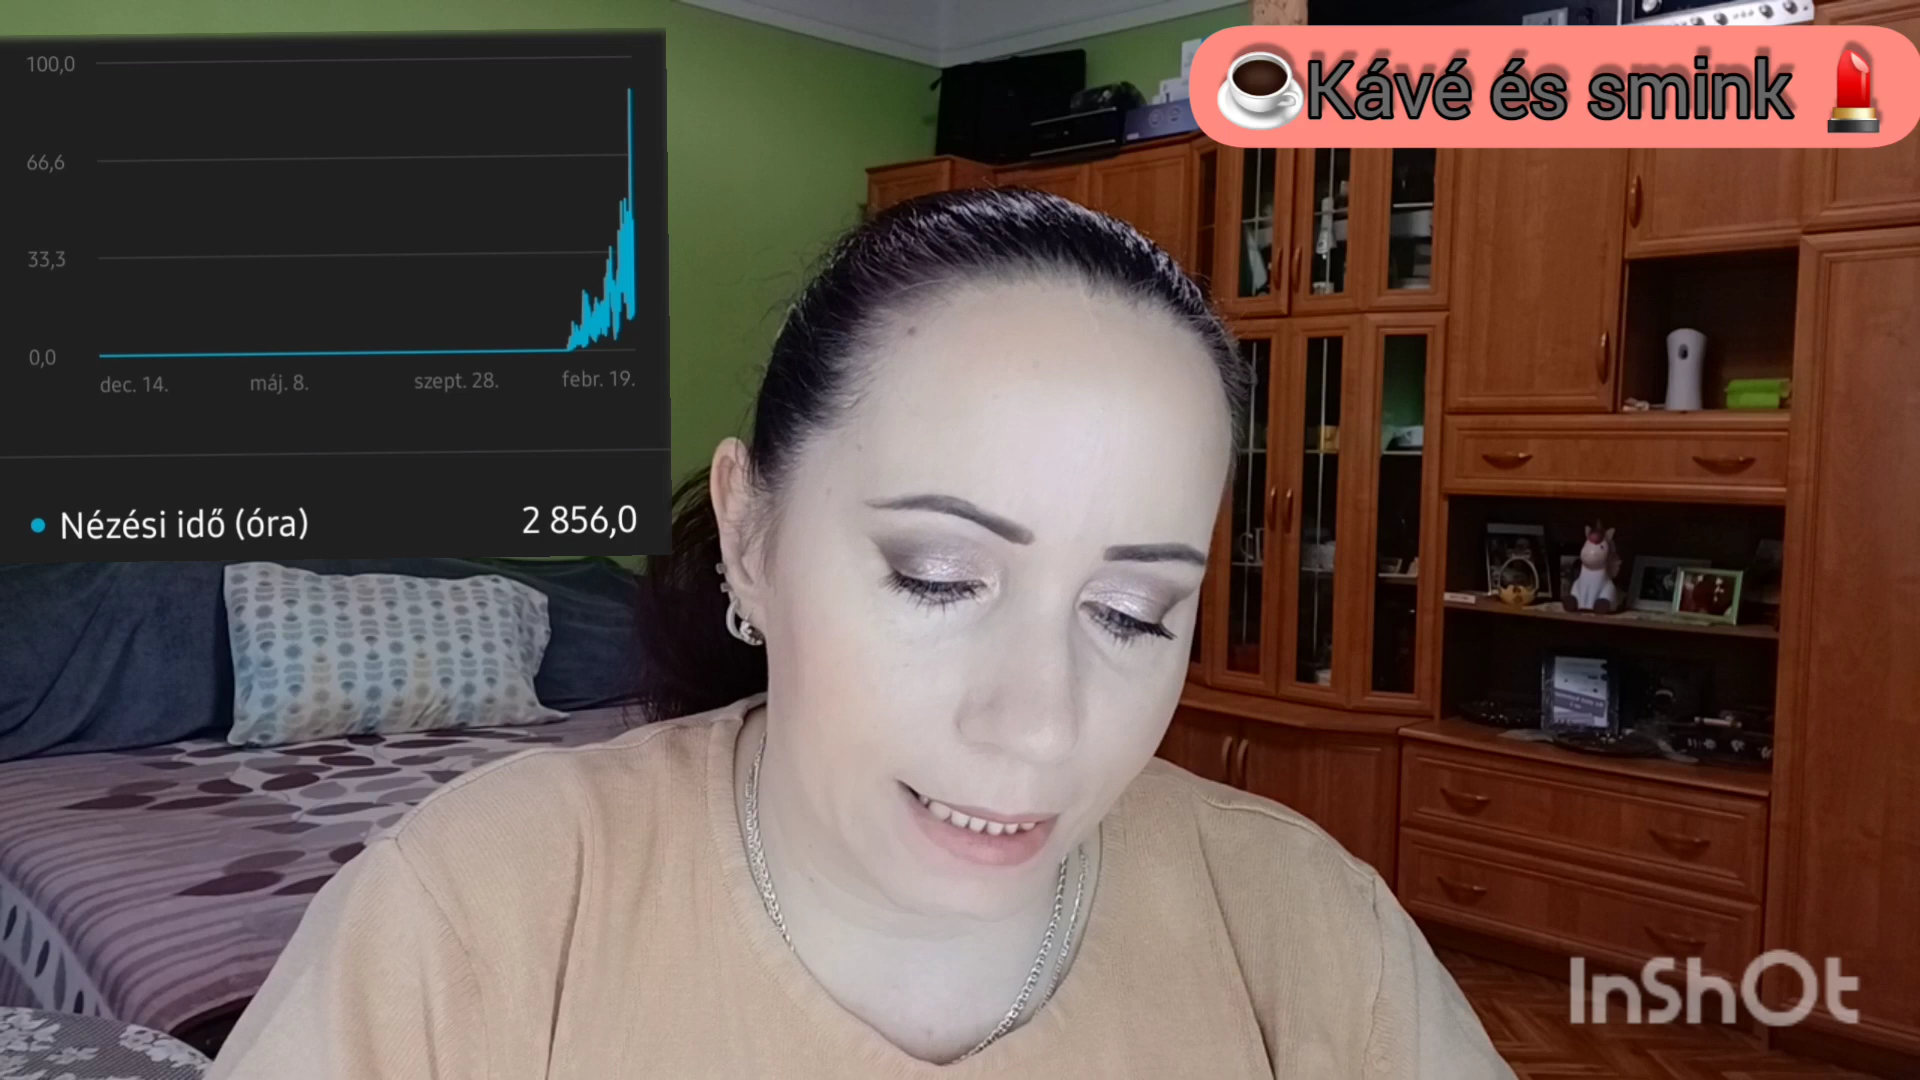 100,0
66,6
33,3
0,0
dec. 14.
máj. 8.
szept. 28.
febr. 19.
Nézési idő (óra)
2 856,0
Kávé és smink
InShOt